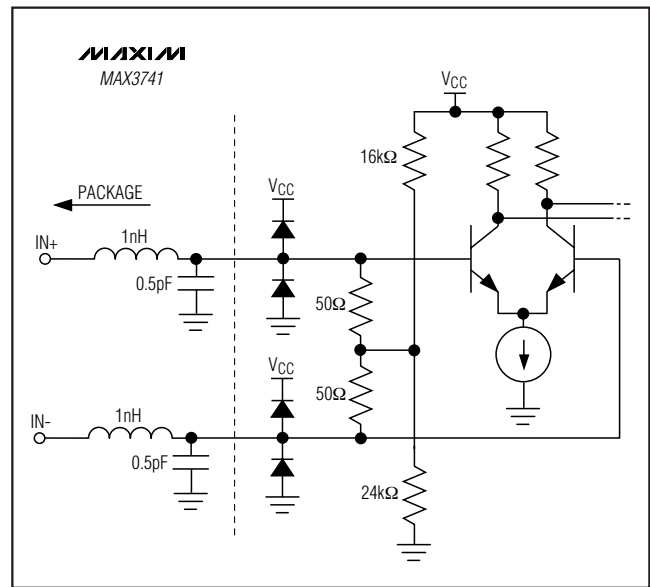 MAXIM
MAX3741
VCC
16kΩ
PACKAGE
VCC
IN+
1nH
0.5pF
50Ω
VCC
50Ω
IN-
1nH
0.5pF
24kΩ